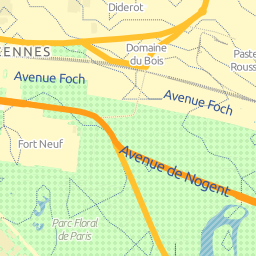 Diderot
ENNES
Domaine
du Bois
Paste
Rouss
Avenue Foch
Avenue Foch
Fort Neuf
Avenue de Nogent
Parc Floral
de Paris